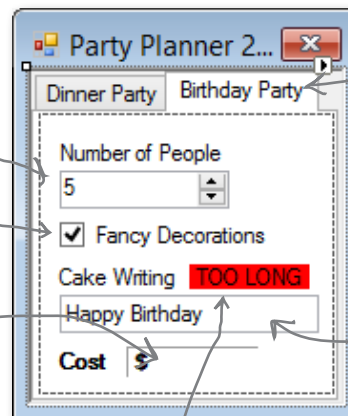 Party Planner 2...
Dinner Party Birthday Party
Number of People
5
Fancy Decorations
Cake Writing TOO LONG
Happy Birthday
Cost $